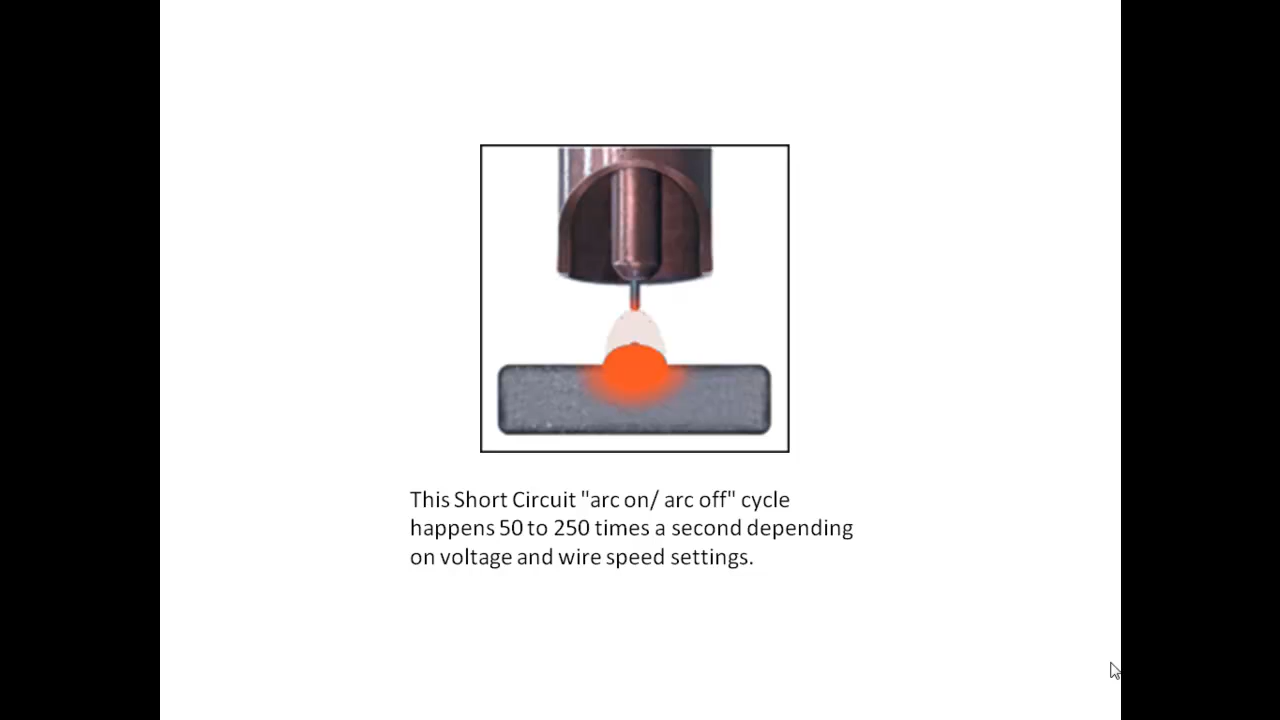 This Short Circuit "arc on/ arc off" cycle
happens 50 to 250 times a second depending
on voltage and wire speed settings.